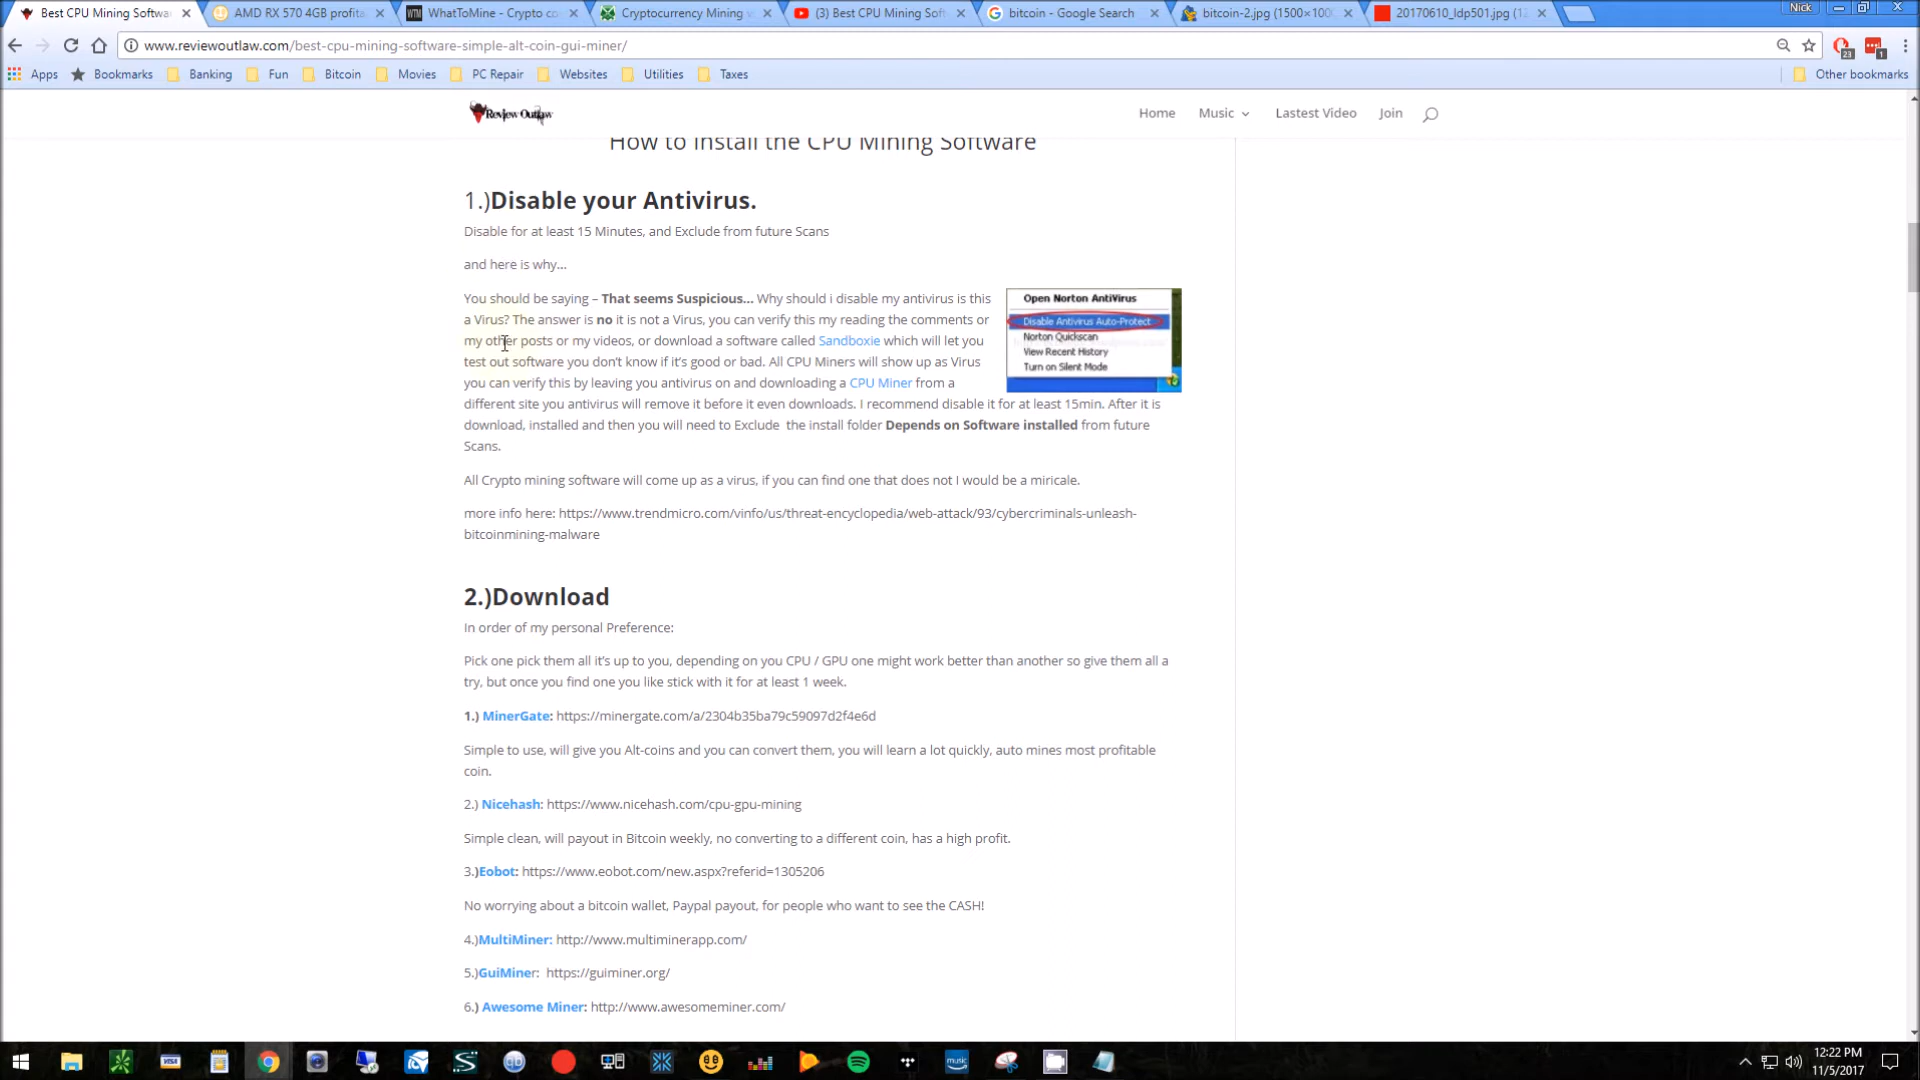 Best CPU Mining Softwa
AMD RX 570 4GB profita
WhatToMine - Crypto co
Cryptocurrency Mining
(3) Best CPU Mining Soft
bitcoin - Google Search
bitcoin-2.jpg (1500×100
20170610_ldp501.jpg (12
Nick
www.reviewoutlaw.com/best-cpu-mining-software-simple-alt-coin-gui-miner/
23
1
Apps
Bookmarks
Banking
Fun
Bitcoin
Movies
PC Repair
Websites
Utilities
Taxes
Other bookmarks
Review Outlaw
Home
Music
Lastest Video
Join
How to Install the CPU Mining Software
1.)Disable your Antivirus.
Disable for at least 15 Minutes, and Exclude from future Scans
and here is why...
You should be saying – That seems Suspicious... Why should i disable my antivirus is this
a Virus? The answer is no it is not a Virus, you can verify this my reading the comments or
my other posts or my videos, or download a software called Sandboxie which will let you
test out software you don't know if it's good or bad. All CPU Miners will show up as Virus
you can verify this by leaving you antivirus on and downloading a CPU Miner from a
different site you antivirus will remove it before it even downloads. I recommend disable it for at least 15min. After it is
download, installed and then you will need to Exclude the install folder Depends on Software installed from future
Scans.
Open Norton AntiVirus
Disable Antivirus Auto-Protect
Norton Quickscan
View Recent History
Turn on Silent Mode
All Crypto mining software will come up as a virus, if you can find one that does not I would be a miricale.
more info here: https://www.trendmicro.com/vinfo/us/threat-encyclopedia/web-attack/93/cybercriminals-unleash-
bitcoinmining-malware
2.)Download
In order of my personal Preference:
Pick one pick them all it's up to you, depending on you CPU / GPU one might work better than another so give them all a
try, but once you find one you like stick with it for at least 1 week.
1.) MinerGate: https://minergate.com/a/2304b35ba79c59097d2f4e6d
Simple to use, will give you Alt-coins and you can convert them, you will learn a lot quickly, auto mines most profitable
coin.
2.) Nicehash: https://www.nicehash.com/cpu-gpu-mining
Simple clean, will payout in Bitcoin weekly, no converting to a different coin, has a high profit.
3.)Eobot: https://www.eobot.com/new.aspx?referid=1305206
No worrying about a bitcoin wallet, Paypal payout, for people who want to see the CASH!
4.)MultiMiner: http://www.multiminerapp.com/
5.)GuiMiner: https://guiminer.org/
6.) Awesome Miner: http://www.awesomeminer.com/
VISA
music
12:22 PM
11/5/2017